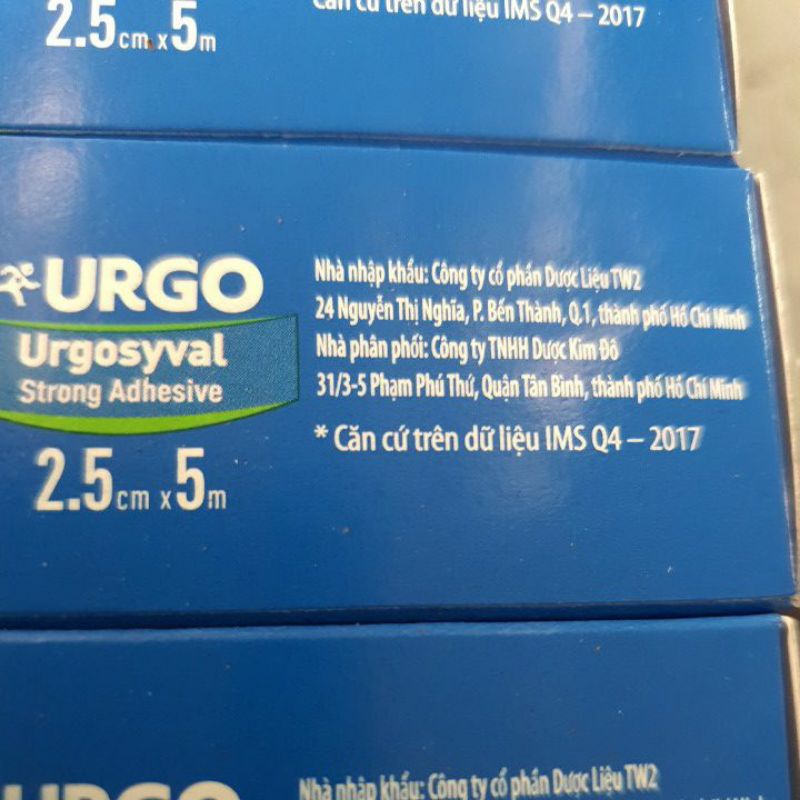 2.5cm x 5m
Căn cứ trên dữ liệu IMS Q4 – 2017
URGO
Urgosyval
Strong Adhesive
2.5cm x 5m
Nhà nhập khẩu: Công ty cổ phần Dược Liệu TW2
24 Nguyễn Thị Nghĩa, P. Bến Thành, Q.1, thành phố Hồ Chí Minh
Nhà phân phối: Công ty TNHH Dược Kim Đô
31/3-5 Phạm Phú Thứ, Quận Tân Bình, thành phố Hồ Chí Minh
* Căn cứ trên dữ liệu IMS Q4 – 2017
URGO
Nhà nhập khẩu: Công ty cổ phần Dược Liệu TW2